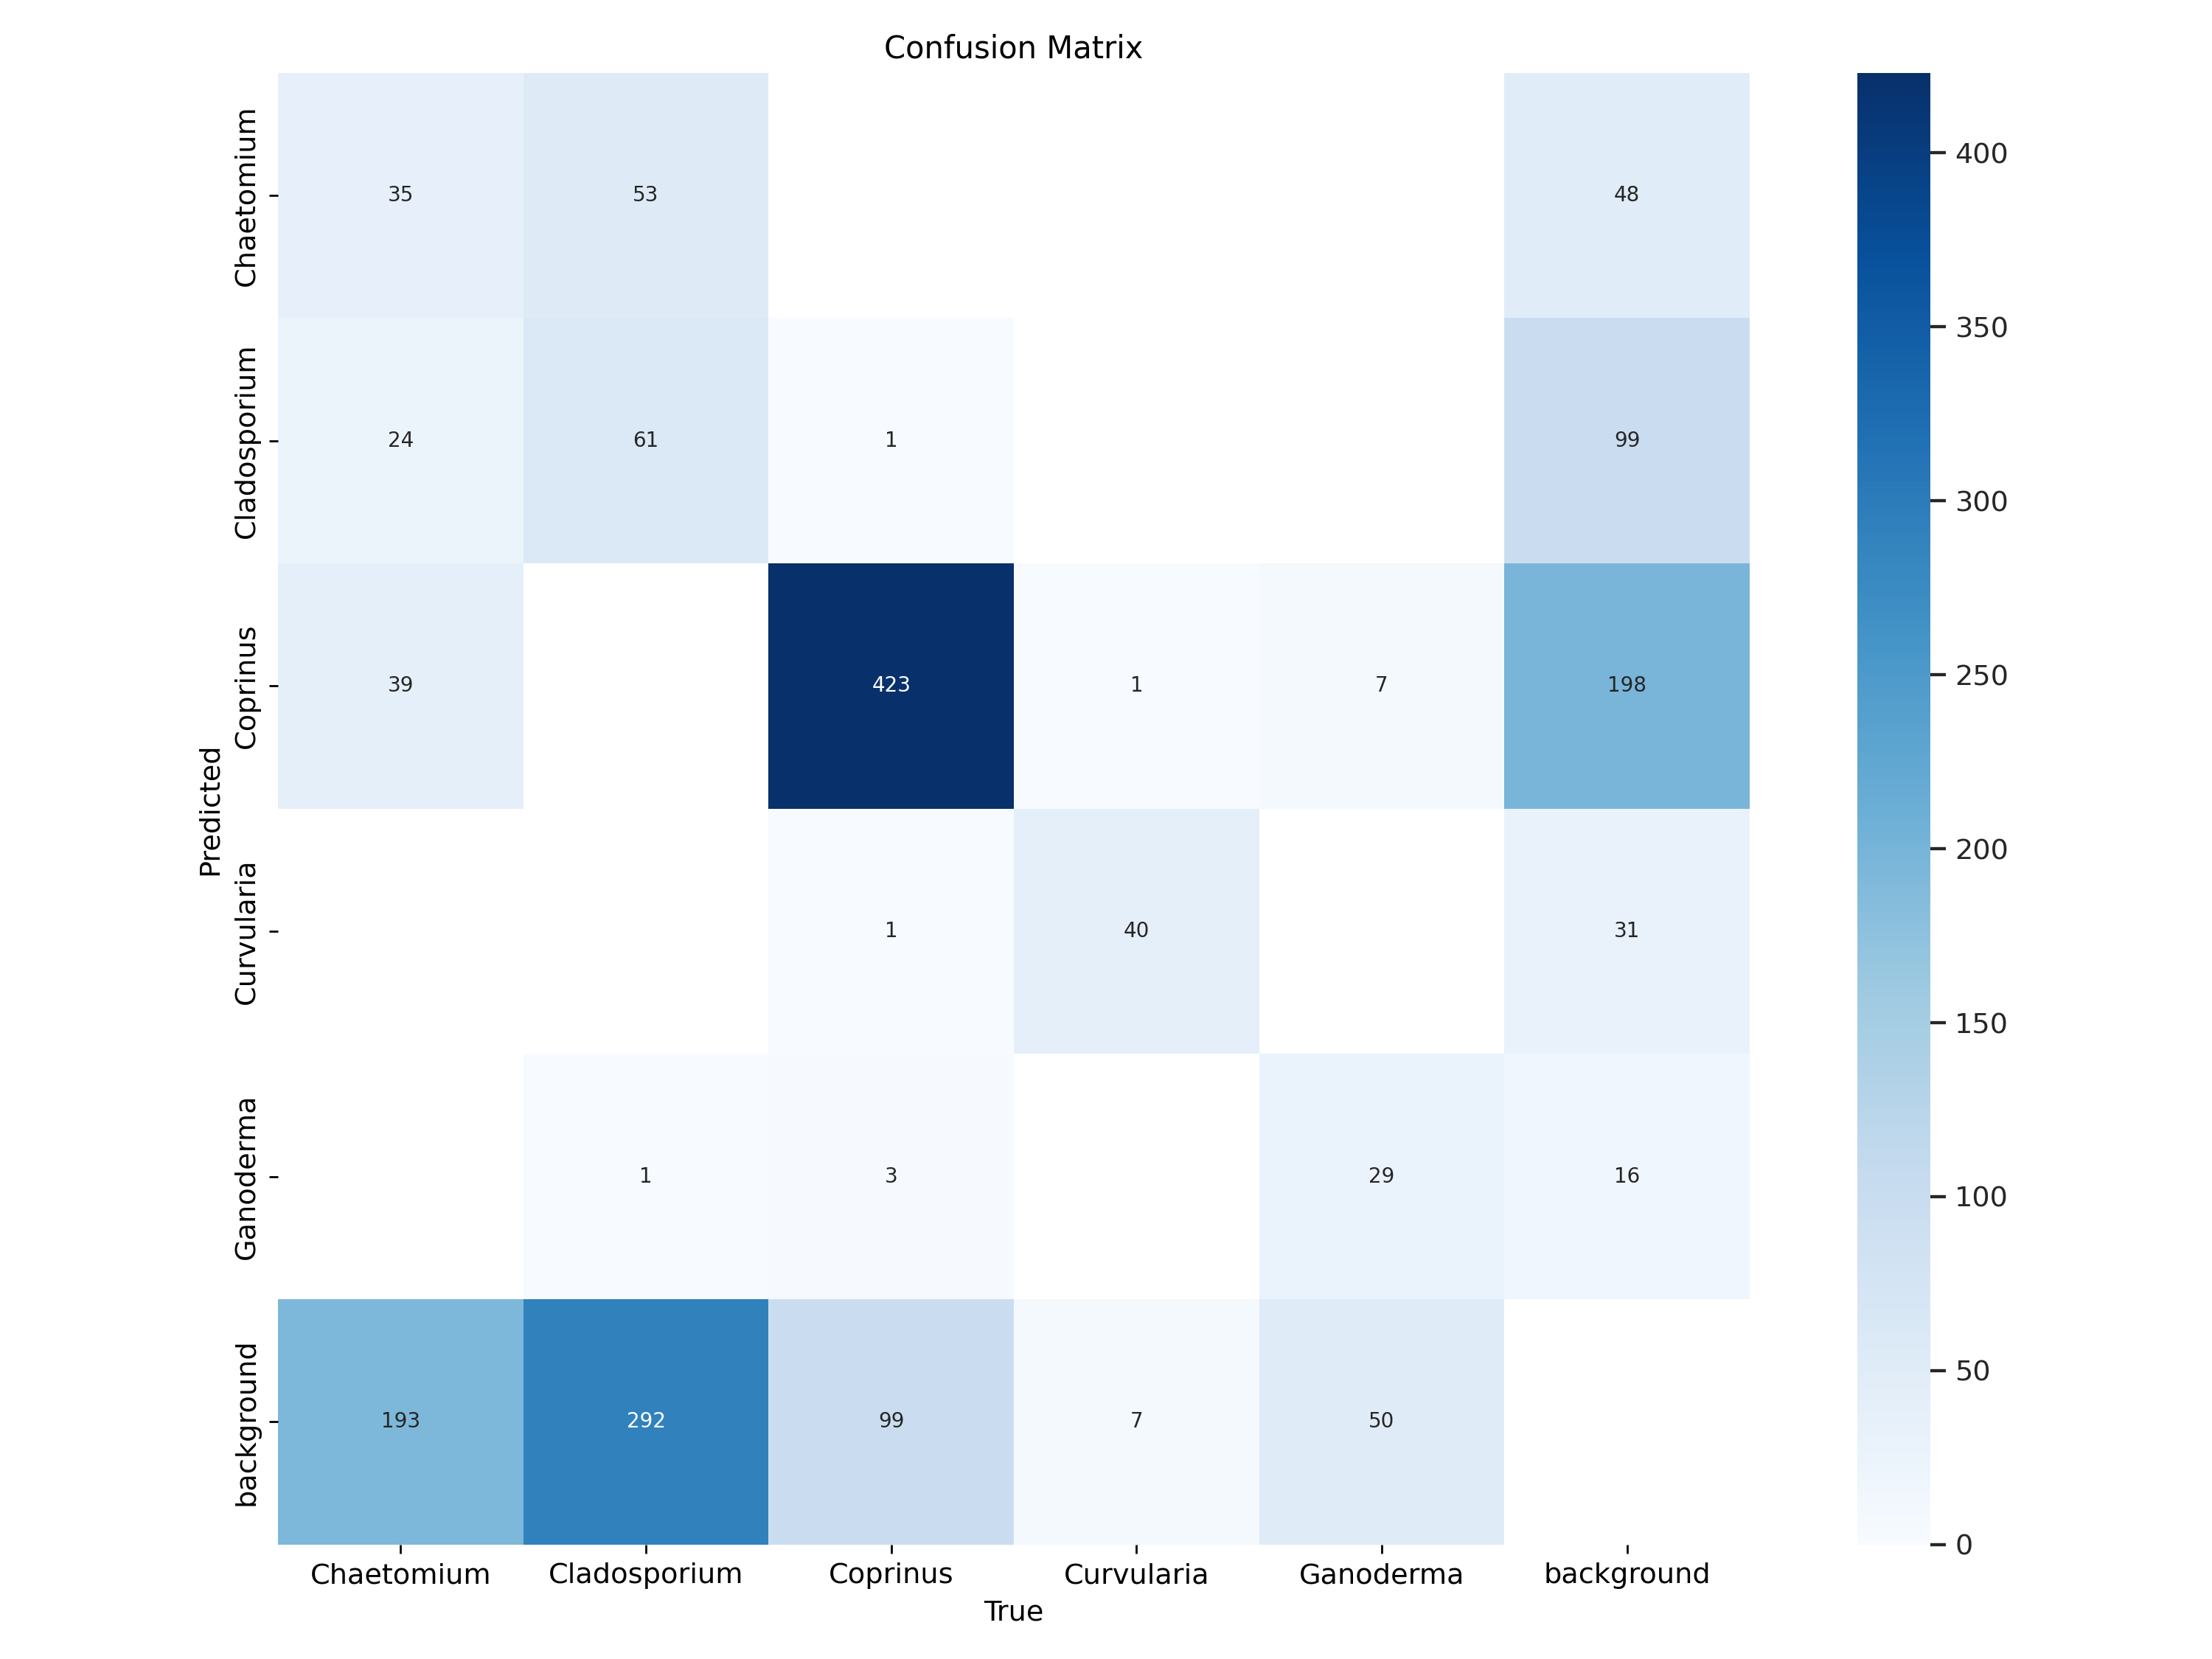 Confusion Matrix
Chaetomium
35 53 48
400
350
Cladosporium
24 61 1 99
300
250
Coprinus
39 423 1 7 198
Predicted
200
Curvularia
1 40 31
150
Ganoderma
1 3 29 16
100
50
background
193 292 99 7 50
0
Chaetomium Cladosporium Coprinus Curvularia Ganoderma background
True